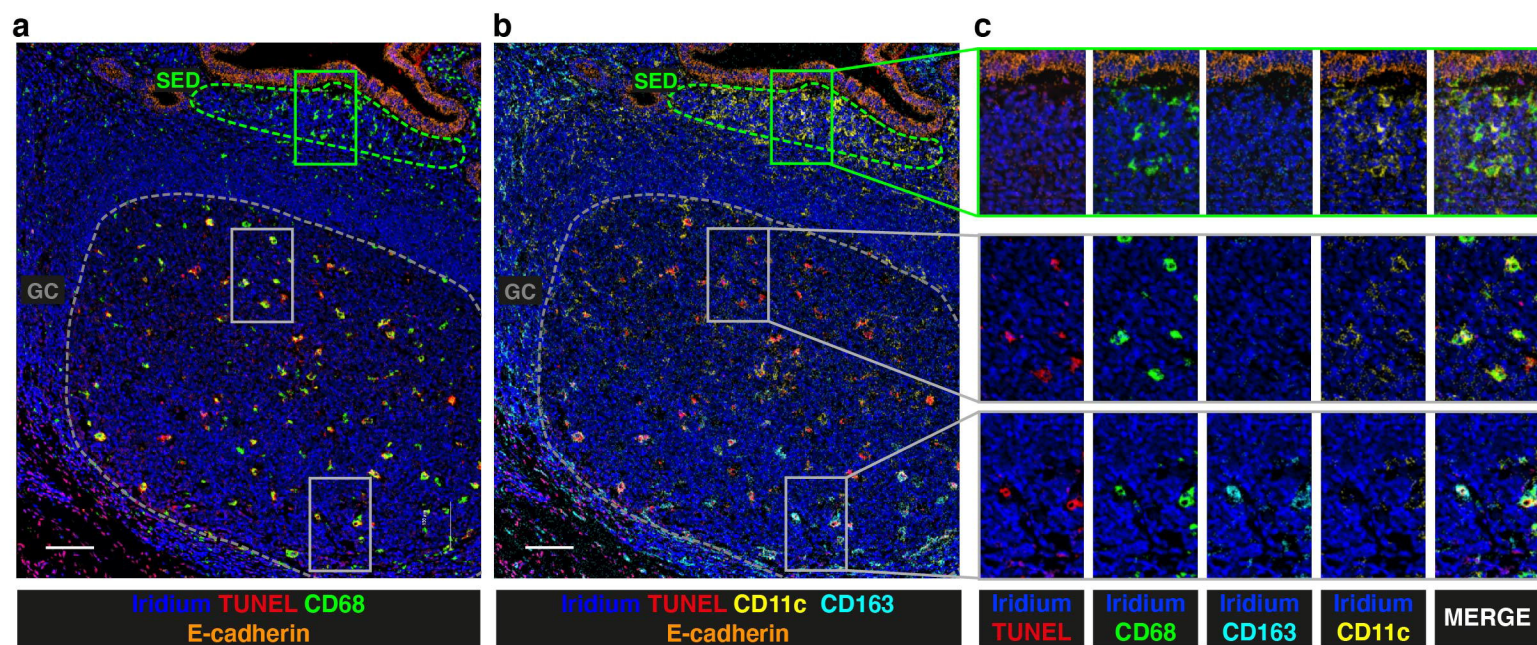 a
b
c
SED
SED
GC
GC
Iridium TUNEL CD68
E-cadherin
Iridium TUNEL CD11c CD163
E-cadherin
Iridium
TUNEL
Iridium
CD68
Iridium
CD163
Iridium
CD11c
MERGE